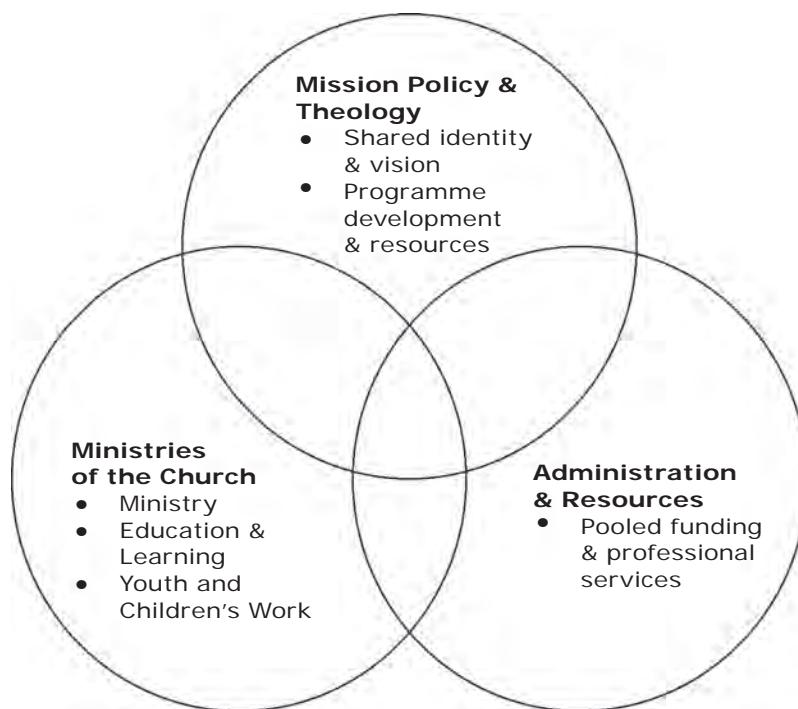 Mission Policy &
Theology
• Shared identity
& vision
• Programme
development
& resources
Ministries
of the Church
• Ministry
• Education &
Learning
• Youth and
Children's Work
Administration
& Resources
• Pooled funding
& professional
services